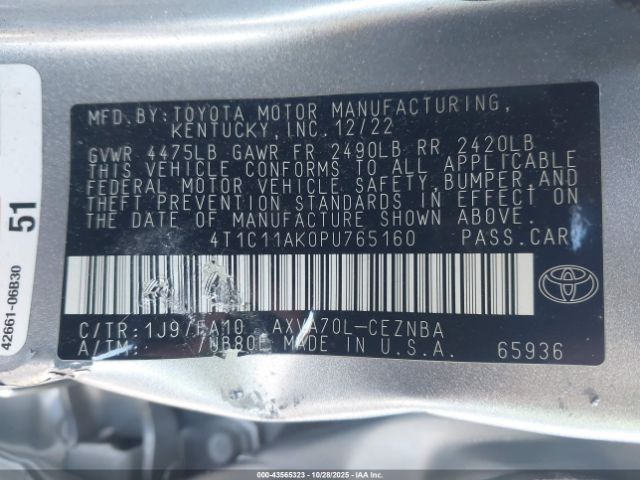 MFD.BY:TOYOTA MOTOR MANUFACTURING,
KENTUCKY,INC.12/22
GVWR 4475LB GAWR FR 2490LB RR 2420LB
THIS VEHICLE CONFORMS TO ALL APPLICABLE
FEDERAL MOTOR VEHICLE SAFETY,BUMPER,AND
THEFT PREVENTION STANDARDS IN EFFECT ON
THE DATE OF MANUFACTURE SHOWN ABOVE.
4T1C11AK0PU765160 PASS.CAR
C/TR:1J9/ AXVA70L-CEZNBA
A/TM: MADE IN U.S.A. 65936
51
42661-06B30
000-43565323 | 10/28/2025 | IAAI.COM